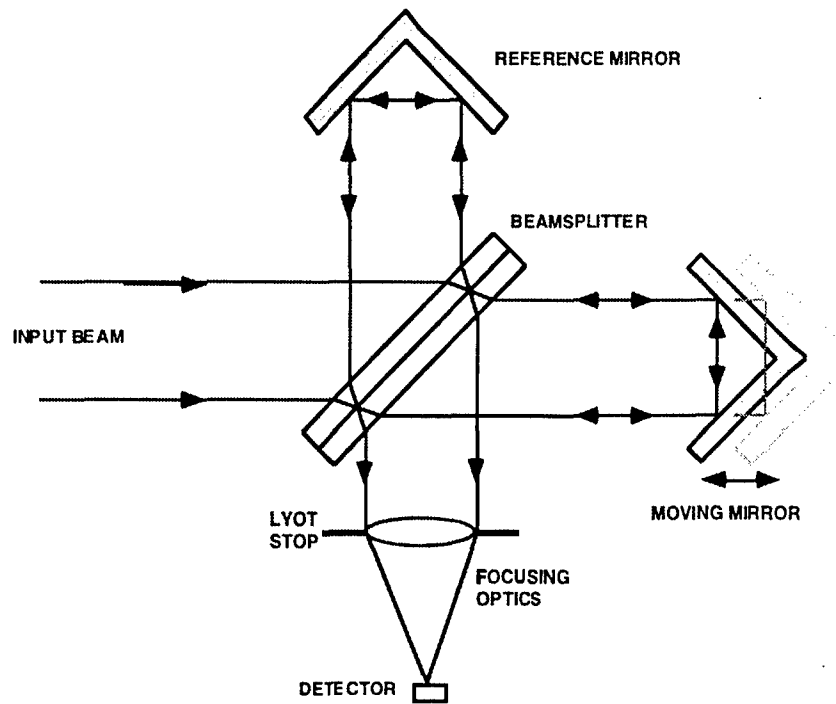 REFERENCE MIRROR
BEAMSPLITTER
INPUT BEAM
MOVING MIRROR
LYOT
STOP
FOCUSING
OPTICS
DETECTOR